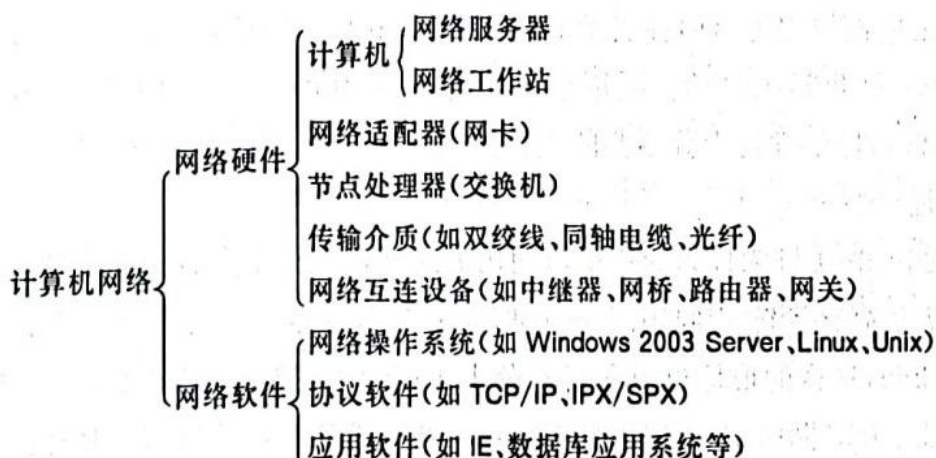 网络服务器
计算机
网络工作站
网络适配器(网卡)
网络硬件
节点处理器(交换机)
传输介质(如双绞线、同轴电缆、光纤)
计算机网络
网络互连设备(如中继器、网桥、路由器、网关)
网络操作系统(如 Windows 2003 Server、Linux、Unix)
网络软件
协议软件(如 TCP/IP、IPX/SPX)
应用软件(如 IE、数据库应用系统等)